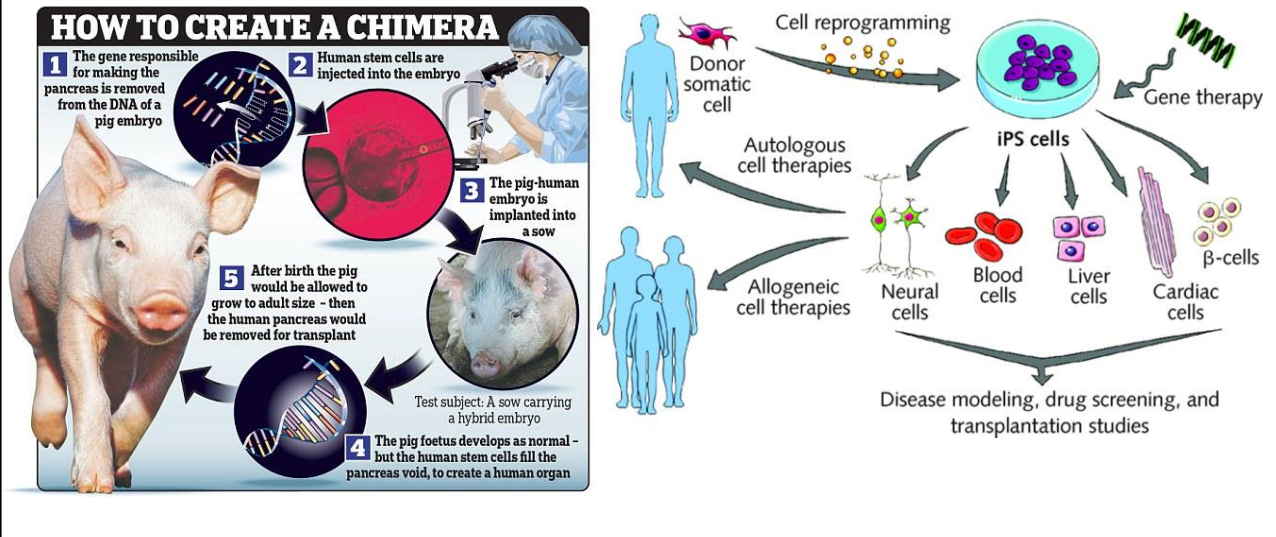 HOW TO CREATE A CHIMERA
1 The gene responsible
for making the
pancreas is removed
from the DNA of a
pig embryo
2 Human stem cells are
injected into the embryo
3 The pig-human
embryo is
implanted into
a sow
Test subject: A sow carrying
a hybrid embryo
4 The pig foetus develops as normal –
but the human stem cells fill the
pancreas void, to create a human organ
5 After birth the pig
would be allowed to
grow to adult size – then
the human pancreas would
be removed for transplant
Donor
somatic
cell
Cell reprogramming
iPS cells
Gene therapy
Autologous
cell therapies
Allogeneic
cell therapies
Neural
cells
Blood
cells
Liver
cells
Cardiac
cells
β-cells
Disease modeling, drug screening, and
transplantation studies